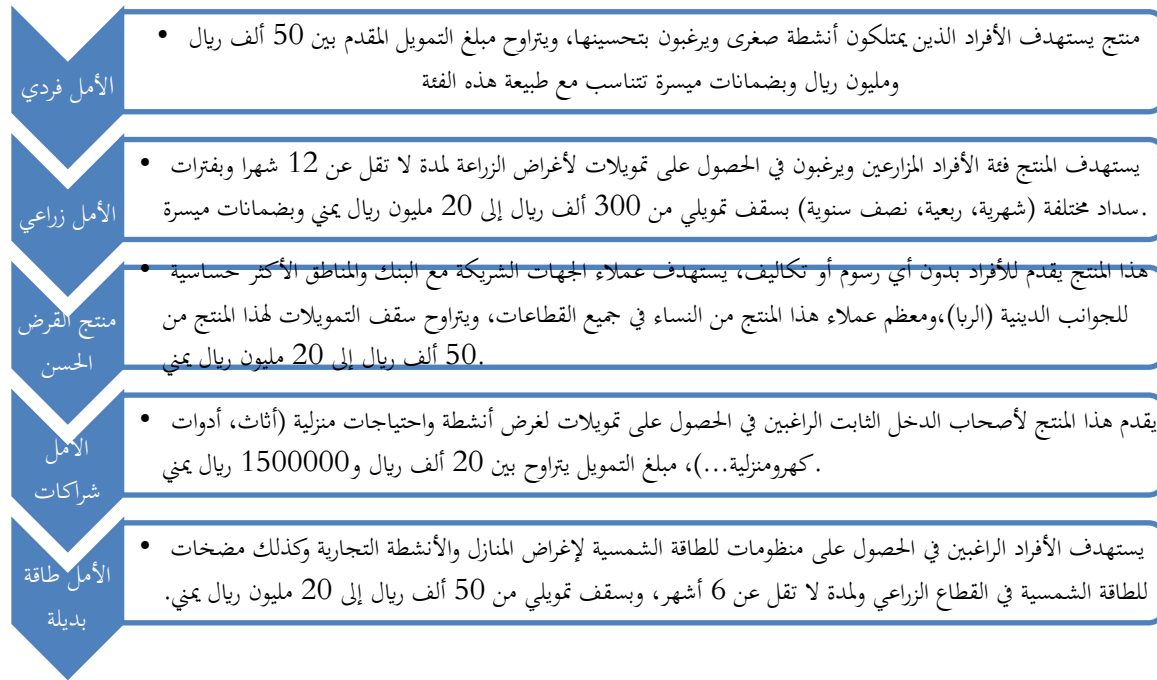 الأمل فردي
• منتج يستهدف الأفراد الذين يمتلكون أنشطة صغرى ويرغبون بتحسينها، ويتراوح مبلغ التمويل المقدم بين 50 ألف ريال
ومليون ريال وبضمانات ميسرة تتناسب مع طبيعة هذه الفئة
الأمل زراعي
• يستهدف المنتج فئة الأفراد المزارعين ويرغبون في الحصول على تمويلات لأغراض الزراعة لمدة لا تقل عن 12 شهرا وبفترات
سداد مختلفة (شهرية، ربعية، نصف سنوية) بسقف تمويلي من 300 ألف ريال إلى 20 مليون ريال يمني وبضمانات ميسرة.
منتج القرض
الحسن
• هذا المنتج يقدم للأفراد بدون أي رسوم أو تكاليف، يستهدف عملاء الجهات الشريكة مع البنك والمناطق الأكثر حساسية
للجوانب الدينية (الربا)،ومعظم عملاء هذا المنتج من النساء في جميع القطاعات، ويتراوح سقف التمويلات لهذا المنتج من
50 ألف ريال إلى 20 مليون ريال يمني.
الامل
شراكات
• يقدم هذا المنتج لأصحاب الدخل الثابت الراغبين في الحصول على تمويلات لغرض أنشطة واحتياجات منزلية (أثاث، أدوات
كهرومنزلية...)، مبلغ التمويل يتراوح بين 20 ألف ريال و1500000 ريال يمني.
الأمل طاقة
بديلة
• يستهدف الأفراد الراغبين في الحصول على منظومات للطاقة الشمسية لإغراض المنازل والأنشطة التجارية وكذلك مضخات
للطاقة الشمسية في القطاع الزراعي ولمدة لا تقل عن 6 أشهر، وبسقف تمويلي من 50 ألف ريال إلى 20 مليون ريال يمني.